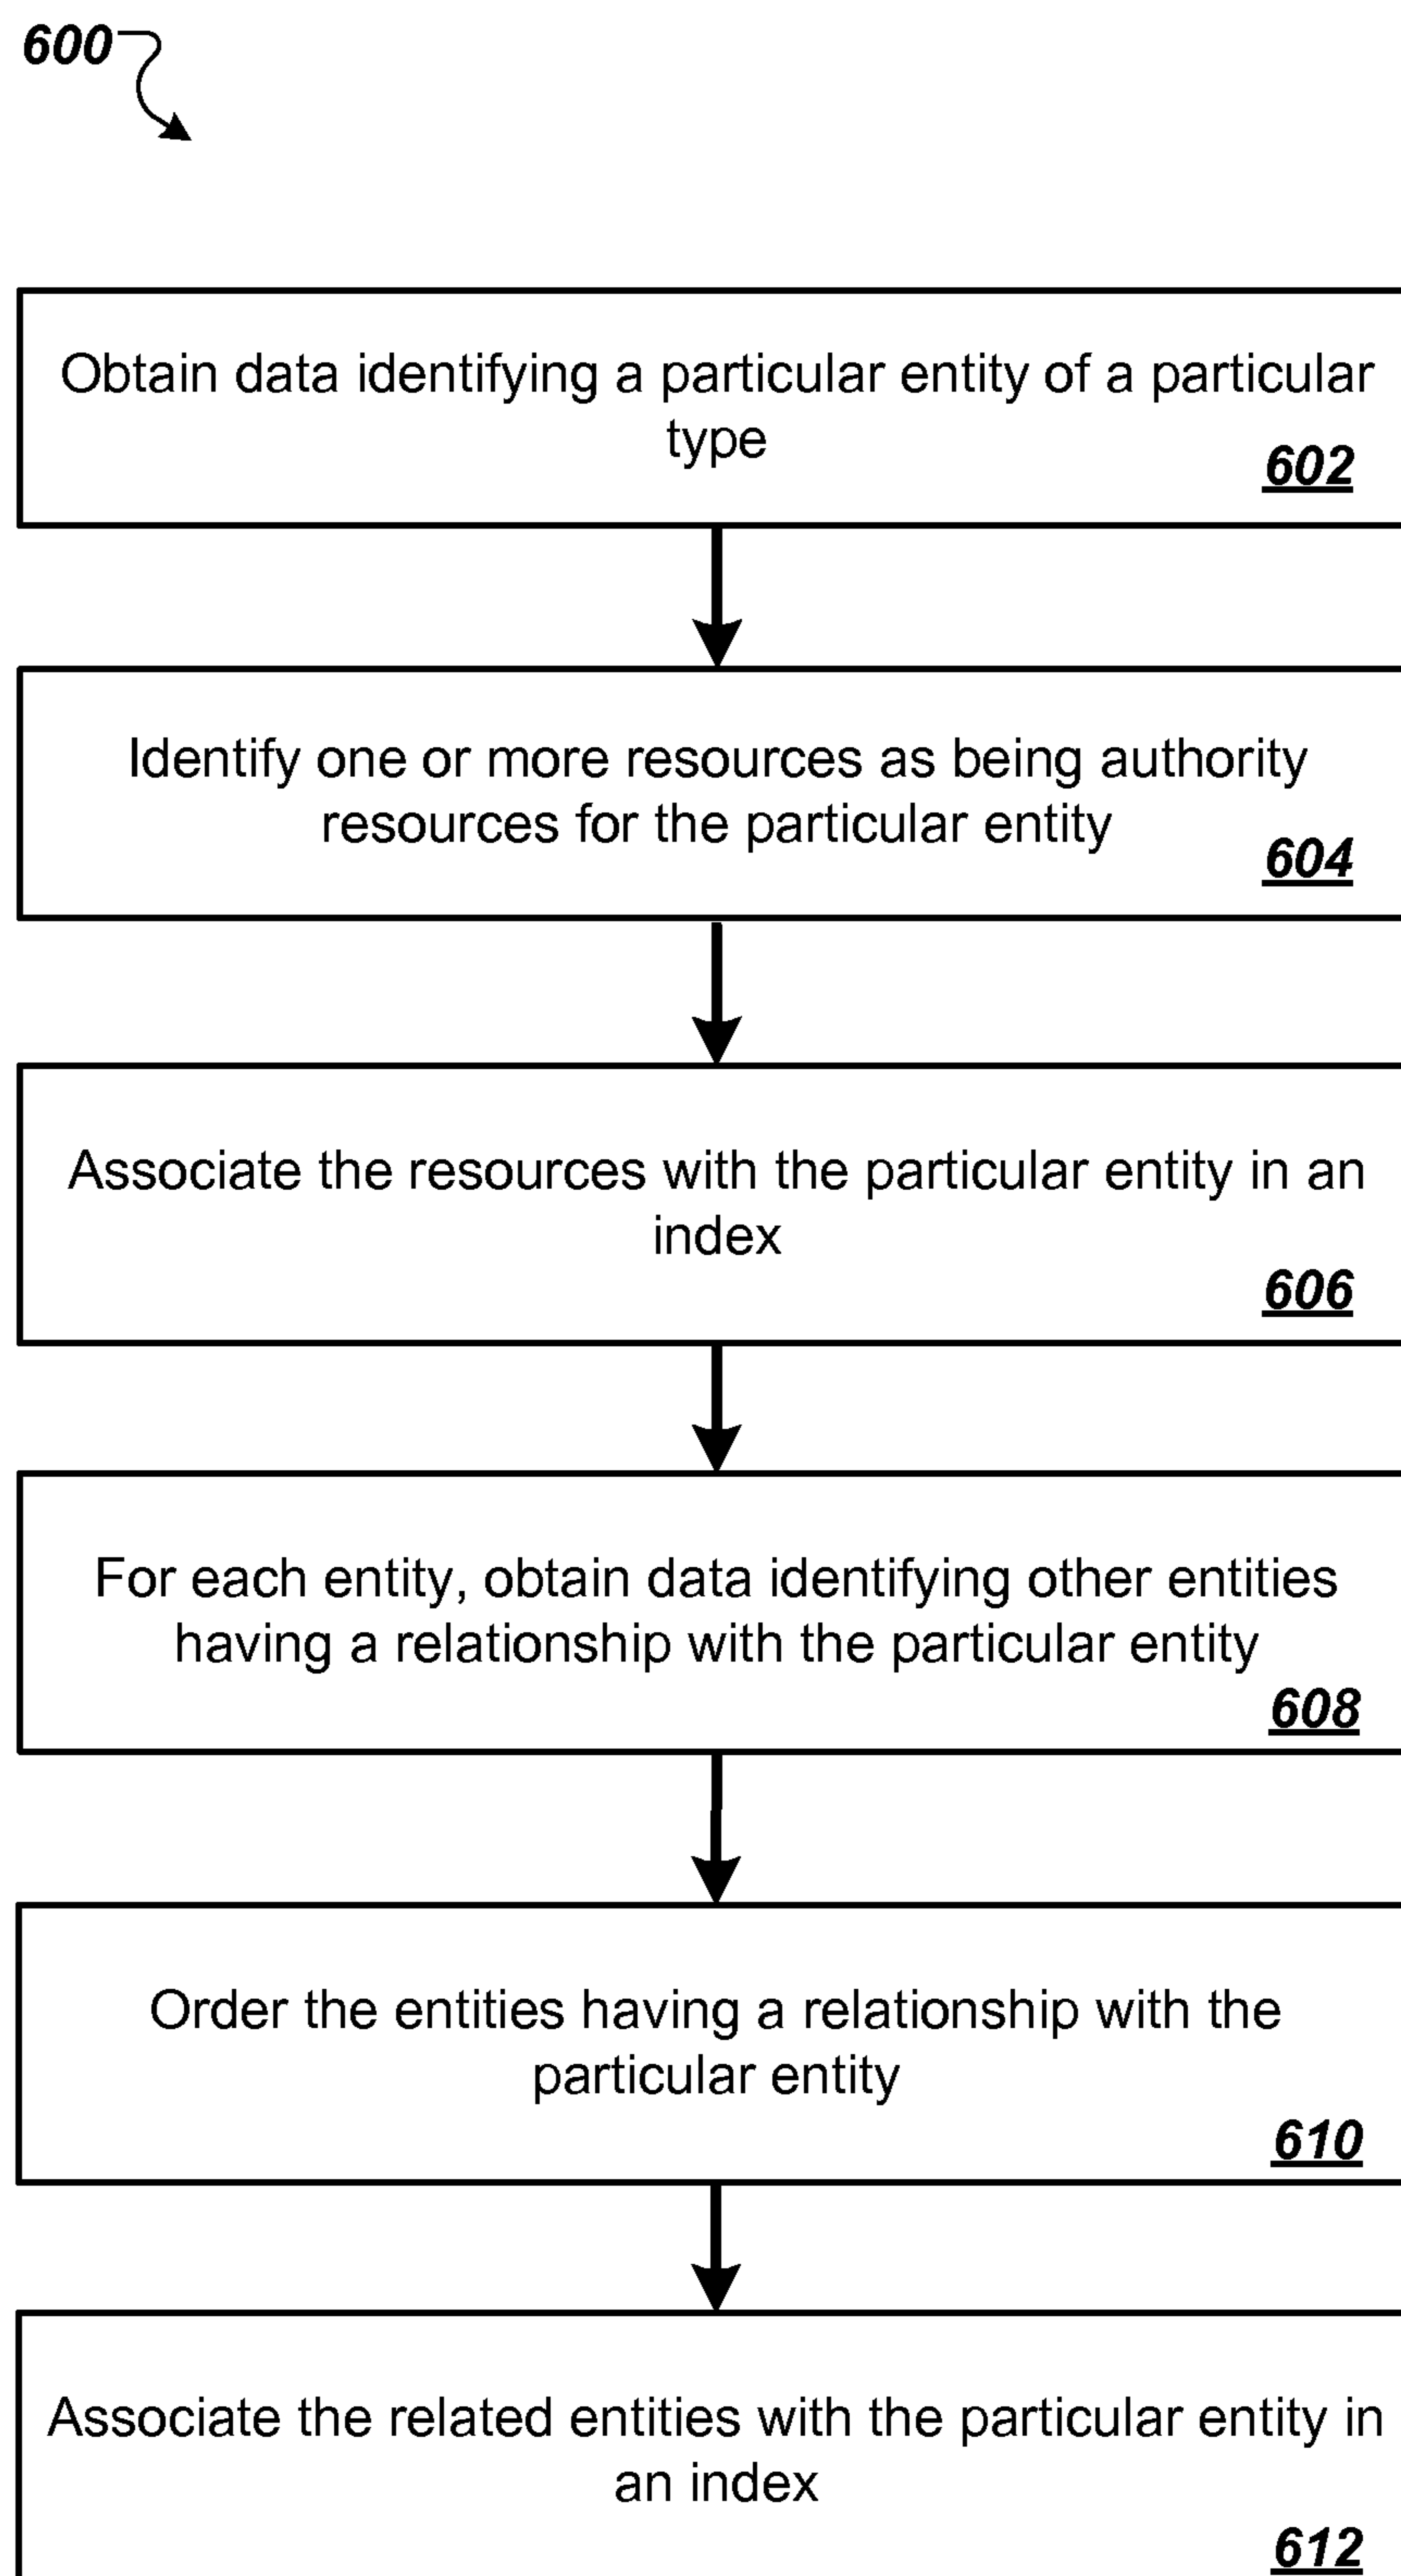 600
Obtain data identifying a particular entity of a particular
type
602
Identify one or more resources as being authority
resources for the particular entity
604
Associate the resources with the particular entity in an
index
606
For each entity, obtain data identifying other entities
having a relationship with the particular entity
608
Order the entities having a relationship with the
particular entity
610
Associate the related entities with the particular entity in
an index
612